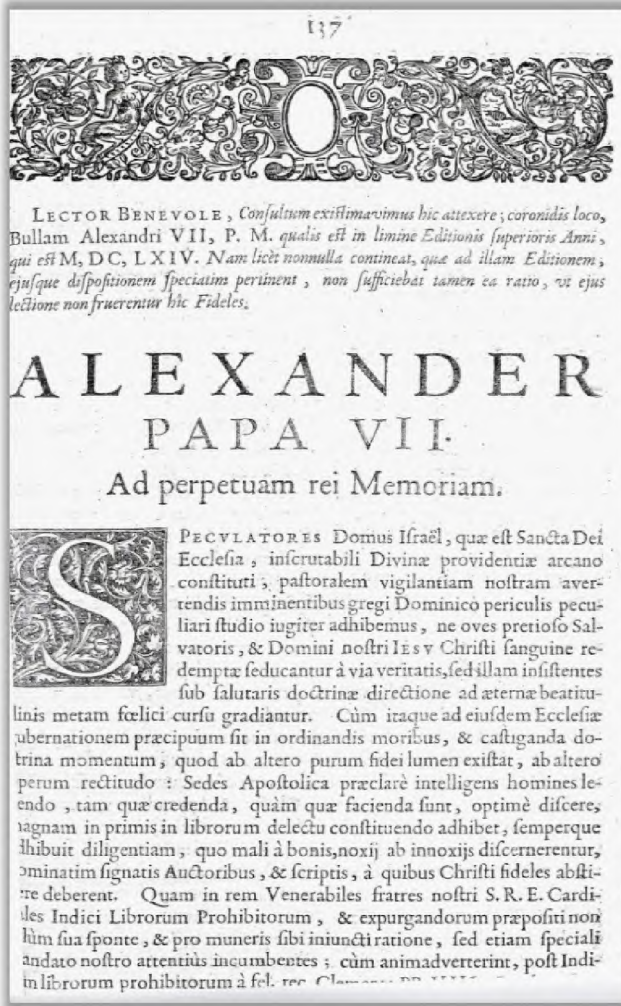 137
LECTOR BENEVOLE, Conſultum exiſtimavimus hîc attexere; coronidis loco,
Bullam Alexandri VII, P. M. qualis eſt in limine Editionis ſuperioris Anni,
qui eſt M, DC, LXIV. Nam licèt nonnulla contineat, quæ ad illam Editionem,
ejuſque diſpoſitionem ſpeciatim pertinent, non ſufficiebat tamen ea ratio, vt ejus
lectione non fruerentur hîc Fideles.
ALEXANDER
PAPA VII.
Ad perpetuam rei Memoriam.
SPECVLATORES Domus Iſraël, quæ eſt Sancta Dei
Eccleſia, inſcrutabili Divinæ providentiæ arcano
conſtituti, paſtoralem vigilantiam noſtram aver-
tendis imminentibus gregi Dominico periculis pecu-
liari ſtudio iugiter adhibemus, ne oves pretioſo Sal-
vatoris, & Domini noſtri IESV Chriſti ſanguine re-
demptæ ſeducantur à via veritatis, ſed illam inſiſtentes
ſub ſalutaris doctrinæ directione ad æternæ beatitu-
linis metam fœlici curſu gradiantur. Cùm itaque ad eiuſdem Eccleſiæ
ubernationem præcipuum ſit in ordinandis moribus, & caſtiganda do-
trina momentum, quod ab altero purum fidei lumen exiſtat, ab altero
perum rectitudo : Sedes Apoſtolica præclarè intelligens homines le-
endo, tam quæ credenda, quàm quæ facienda ſunt, optimè diſcere,
nagnam in primis in librorum delectu conſtituendo adhibet, ſemperque
dhibuit diligentiam, quo mali à bonis, noxij ab innoxijs diſcernerentur,
ominatim ſignatis Auctoribus, & ſcriptis, à quibus Chriſti fideles abſti-
re deberent. Quam in rem Venerabiles fratres noſtri S. R. E. Cardi-
les Indici Librorum Prohibitorum, & expurgandorum præpoſiti non
lùm ſua ſponte, & pro muneris ſibi iniuncti ratione, ſed etiam ſpeciali
andato noſtro attentiùs incumbentes; cùm animadverterint, poſt Indi-
m librorum prohibitorum à fel. rec.